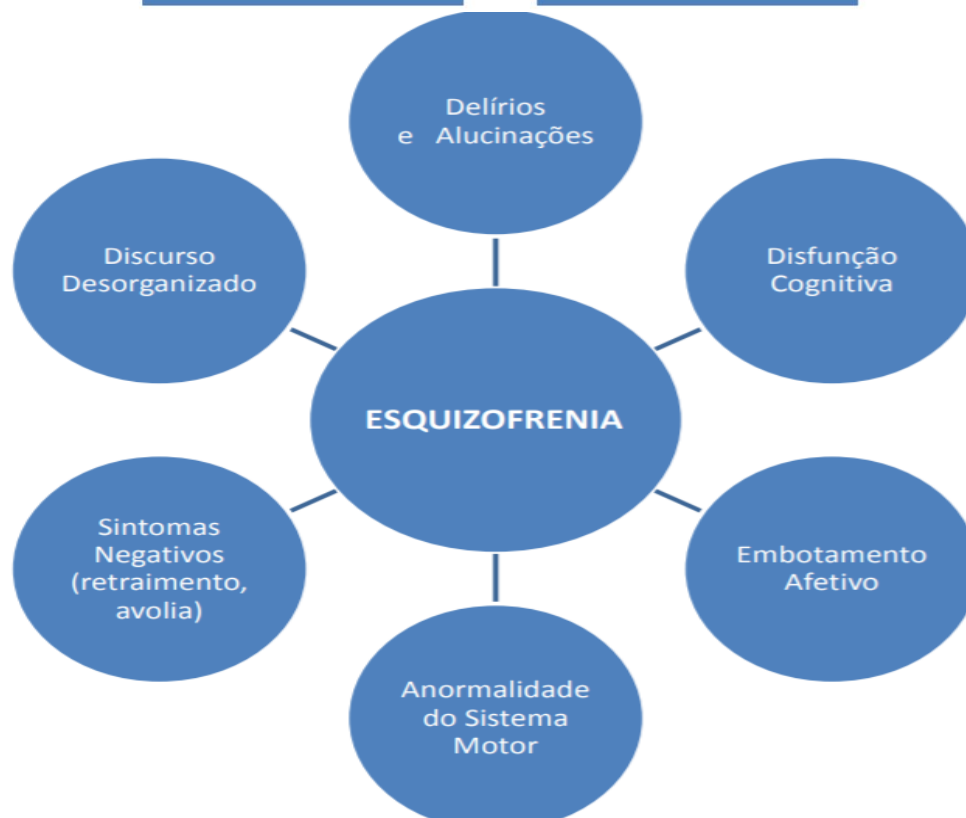 Delírios
e Alucinações
Discurso
Desorganizado
Disfunção
Cognitiva
ESQUIZOFRENIA
Sintomas
Negativos
(retraimento,
avolia)
Embotamento
Afetivo
Anormalidade
do Sistema
Motor